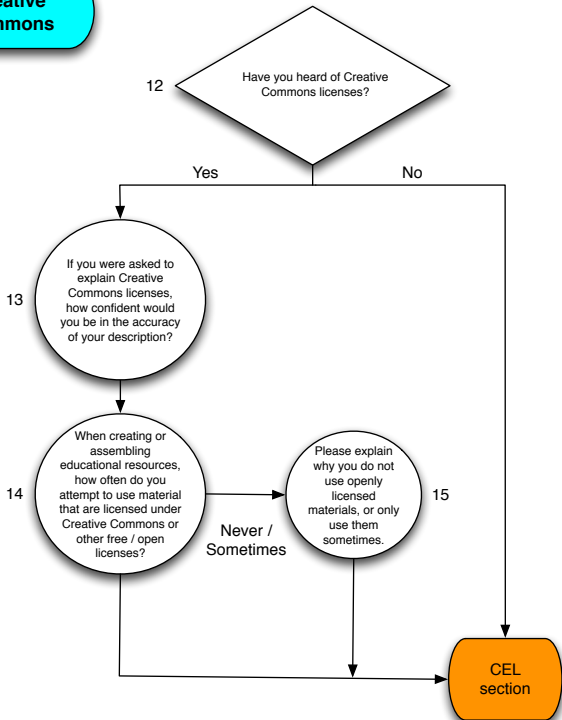 mmons
12
Have you heard of Creative
Commons licenses?
Yes
No
13
If you were asked to
explain Creative
Commons licenses,
how confident would
you be in the accuracy
of your description?
14
When creating or
assembling
educational resources,
how often do you
attempt to use material
that are licensed under
Creative Commons or
other free / open
licenses?
Never /
Sometimes
Please explain
why you do not
use openly
licensed
materials, or only
use them
sometimes.
15
CEL
section